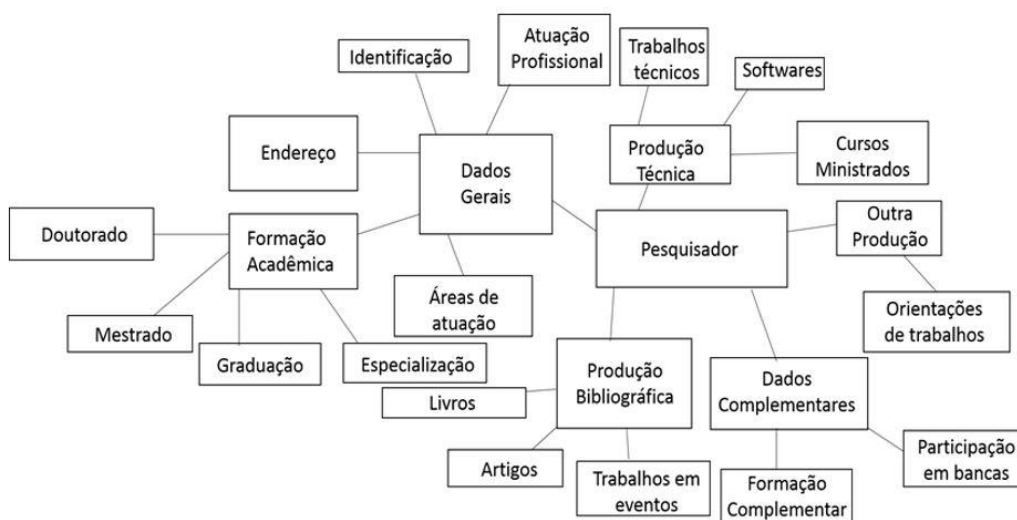 Identificação
Atuação
Profissional
Trabalhos
técnicos
Softwares
Endereço
Dados
Gerais
Produção
Técnica
Cursos
Ministrados
Doutorado
Formação
Acadêmica
Pesquisador
Outra
Produção
Mestrado
Graduação
Áreas de
atuação
Especialização
Orientações
de trabalhos
Livros
Produção
Bibliográfica
Dados
Complementares
Artigos
Trabalhos em
eventos
Formação
Complementar
Participação
em bancas